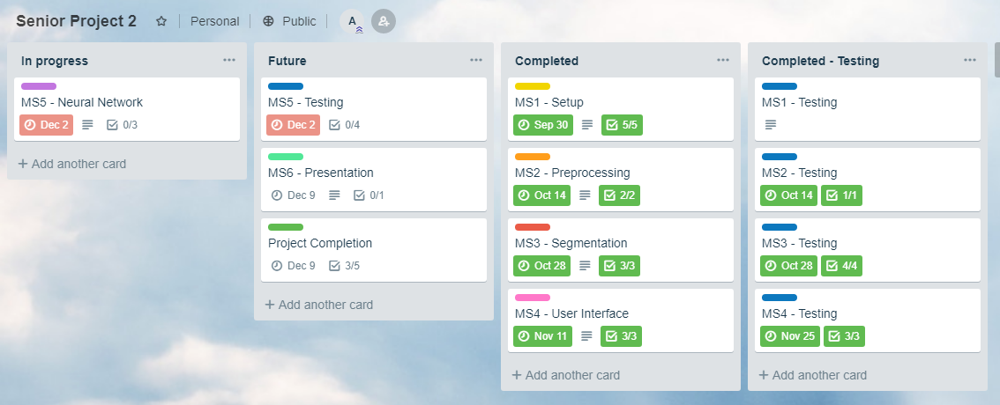 Senior Project 2 Personal Public A
In progress
MS5 - Neural Network
Dec 2 0/3
+ Add another card
Future
MS5 - Testing
Dec 2 0/4
MS6 - Presentation
Dec 9 0/1
Project Completion
Dec 9 3/5
+ Add another card
Completed
MS1 - Setup
Sep 30 5/5
MS2 - Preprocessing
Oct 14 2/2
MS3 - Segmentation
Oct 28 3/3
MS4 - User Interface
Nov 11 3/3
+ Add another card
Completed - Testing
MS1 - Testing
MS2 - Testing
Oct 14 1/1
MS3 - Testing
Oct 28 4/4
MS4 - Testing
Nov 25 3/3
+ Add another card